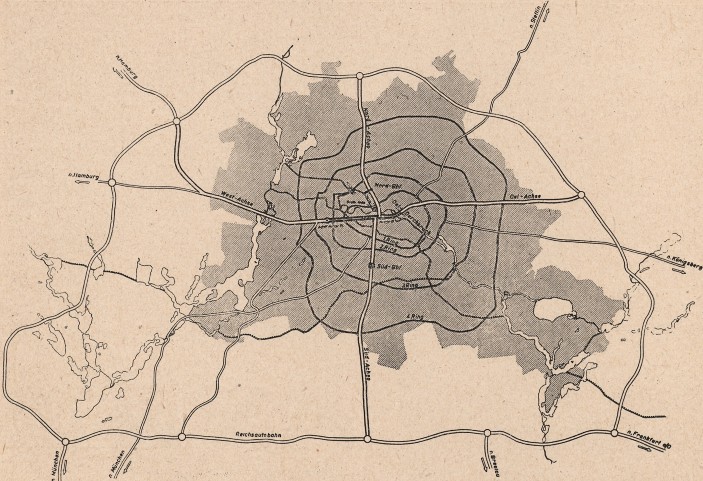 n. Stettin
n. Hamburg
Nord-Achse
n. Hamburg
West-Achse
Nord-Bhf.
Ost-Achse
1.Ring
2.Ring
n. Königsberg
Süd-Bhf.
3.Ring
4.Ring
Süd-Achse
Reichsautobahn
n. München
n. München
n. Breslau
n. Frankfurt a/O